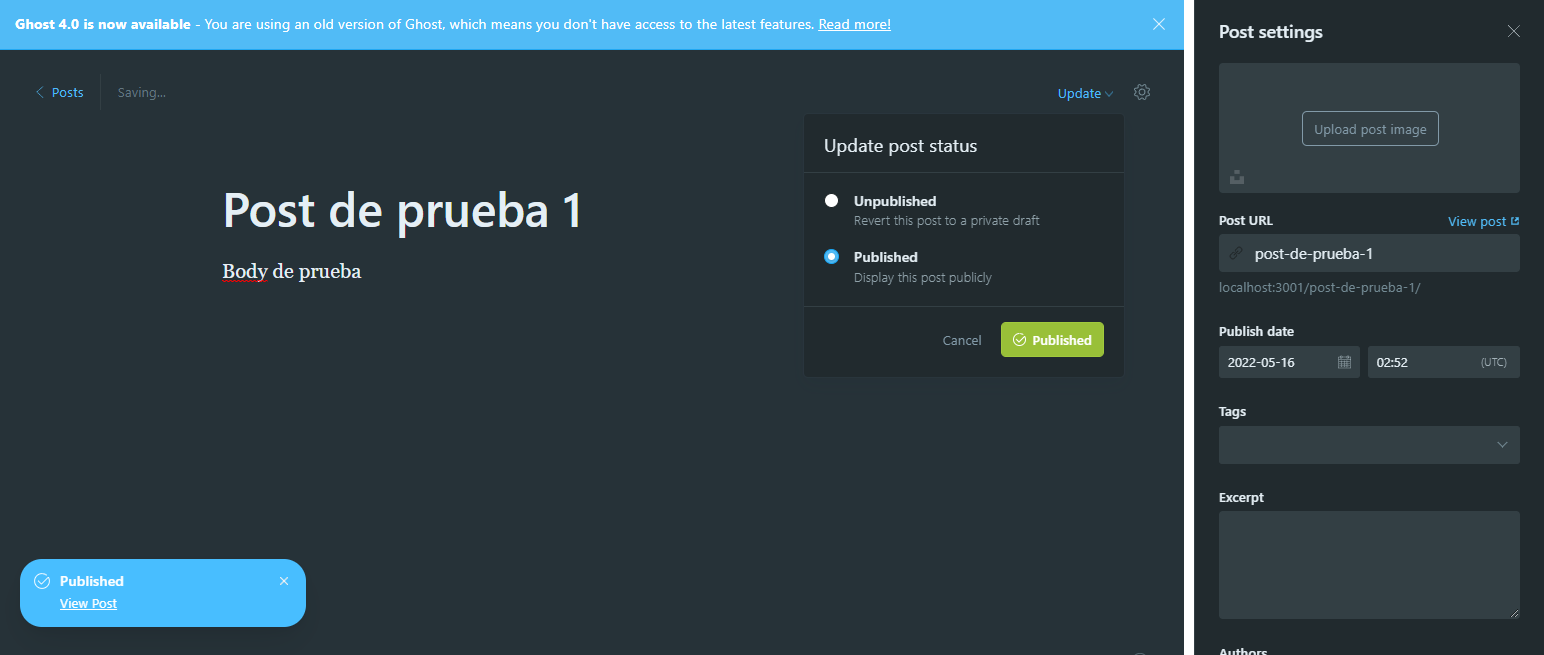 Ghost 4.0 is now available - You are using an old version of Ghost, which means you don't have access to the latest features. Read more!
Posts
Saving...
Update
Update post status
Unpublished
Revert this post to a private draft
Published
Display this post publicly
Cancel
Published
Post de prueba 1
Body de prueba
Published
View Post
Post settings
Upload post image
Post URL
View post
post-de-prueba-1
localhost:3001/post-de-prueba-1/
Publish date
2022-05-16
02:52 (UTC)
Tags
Excerpt
Authors